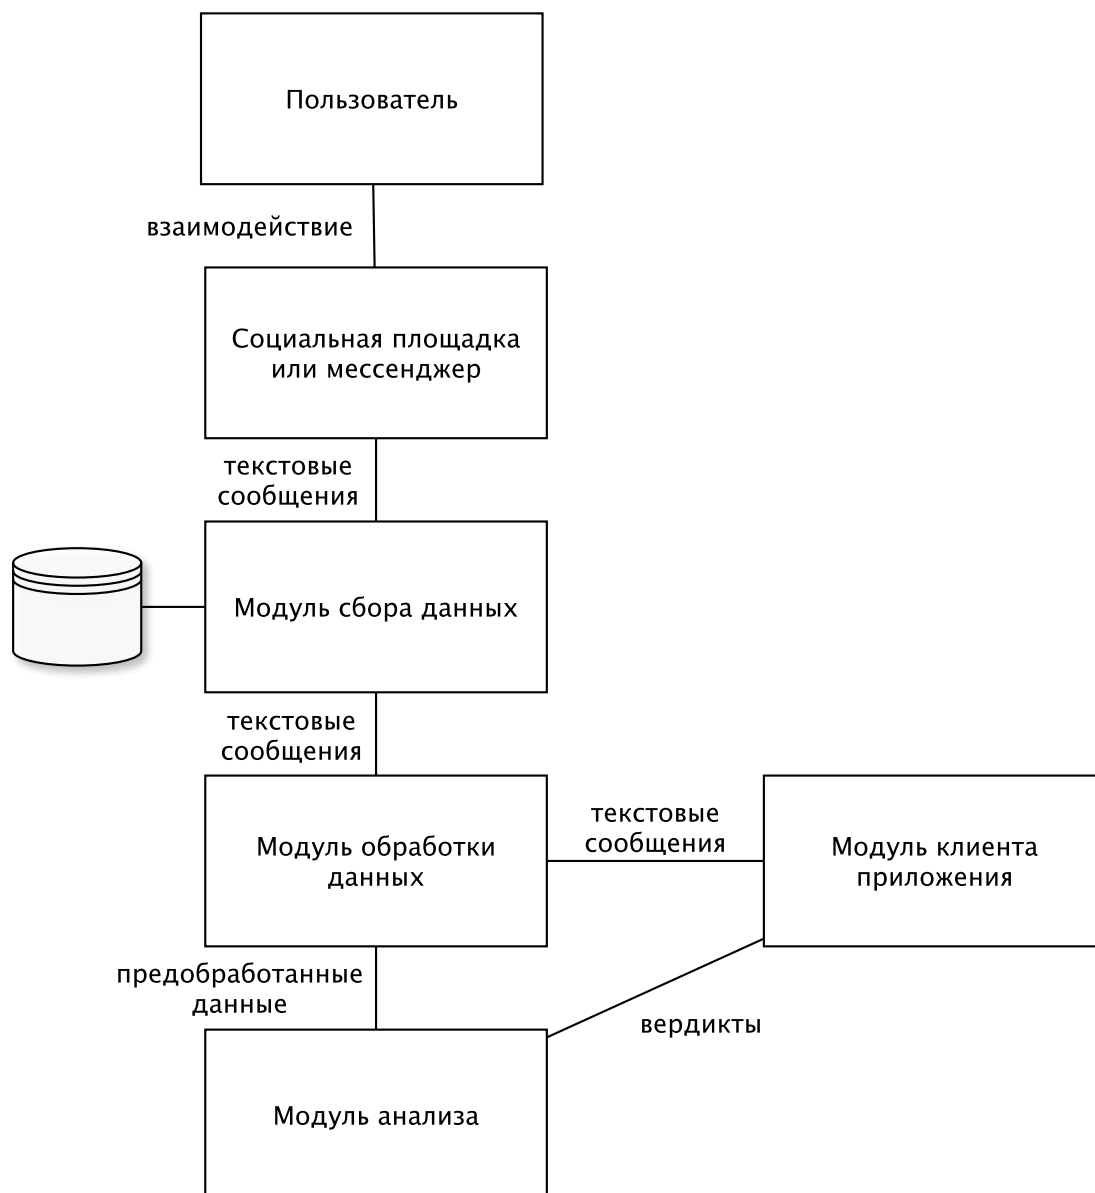 Пользователь
взаимодействие
Социальная площадка
или мессенджер
текстовые
сообщения
Модуль сбора данных
текстовые
сообщения
Модуль обработки
данных
текстовые
сообщения
Модуль клиента
приложения
предобработанные
данные
вердикты
Модуль анализа